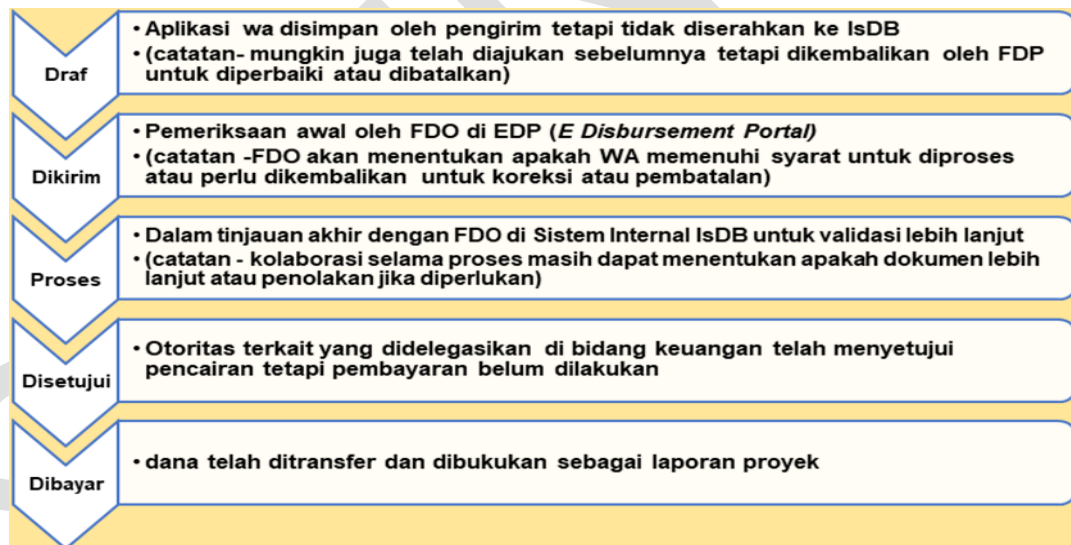 Draf
• Aplikasi wa disimpan oleh pengirim tetapi tidak diserahkan ke IsDB
• (catatan- mungkin juga telah diajukan sebelumnya tetapi dikembalikan oleh FDP
untuk diperbaiki atau dibatalkan)
Dikirim
• Pemeriksaan awal oleh FDO di EDP (E Disbursement Portal)
• (catatan -FDO akan menentukan apakah WA memenuhi syarat untuk diproses
atau perlu dikembalikan untuk koreksi atau pembatalan)
Proses
• Dalam tinjauan akhir dengan FDO di Sistem Internal IsDB untuk validasi lebih lanjut
• (catatan - kolaborasi selama proses masih dapat menentukan apakah dokumen lebih
lanjut atau penolakan jika diperlukan)
Disetujui
• Otoritas terkait yang didelegasikan di bidang keuangan telah menyetujui
pencairan tetapi pembayaran belum dilakukan
Dibayar
• dana telah ditransfer dan dibukukan sebagai laporan proyek